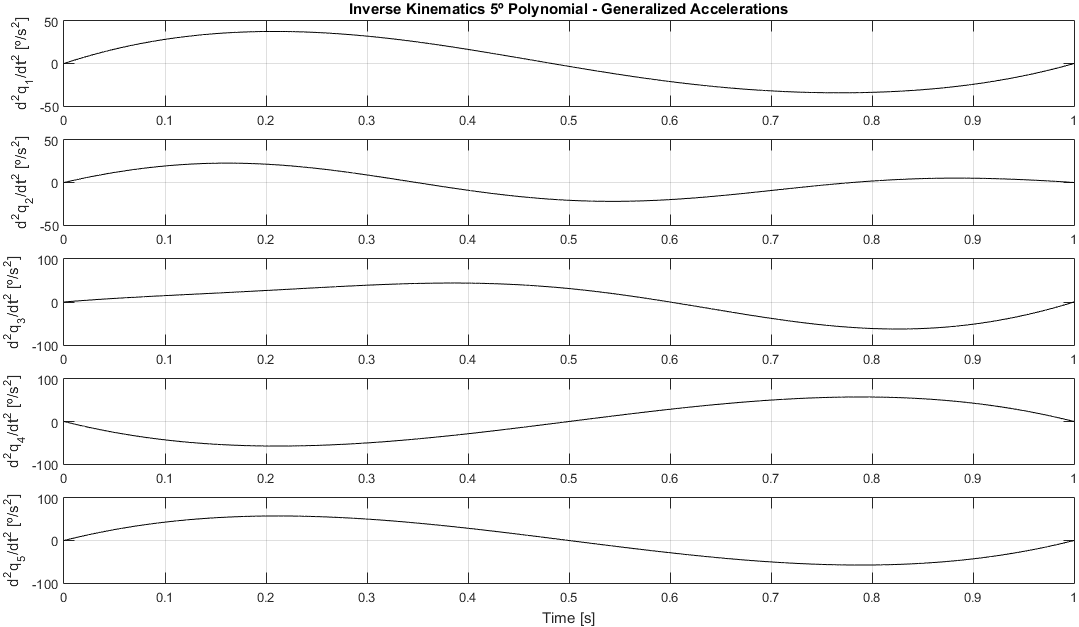 Inverse Kinematics 5º Polynomial - Generalized Accelerations
d²q₁/dt² [º/s²]
50
0
-50
0 0.1 0.2 0.3 0.4 0.5 0.6 0.7 0.8 0.9 1
d²q₂/dt² [º/s²]
50
0
-50
0 0.1 0.2 0.3 0.4 0.5 0.6 0.7 0.8 0.9 1
d²q₃/dt² [º/s²]
100
0
-100
0 0.1 0.2 0.3 0.4 0.5 0.6 0.7 0.8 0.9 1
d²q₄/dt² [º/s²]
100
0
-100
0 0.1 0.2 0.3 0.4 0.5 0.6 0.7 0.8 0.9 1
d²q₅/dt² [º/s²]
100
0
-100
0 0.1 0.2 0.3 0.4 0.5 0.6 0.7 0.8 0.9 1
Time [s]